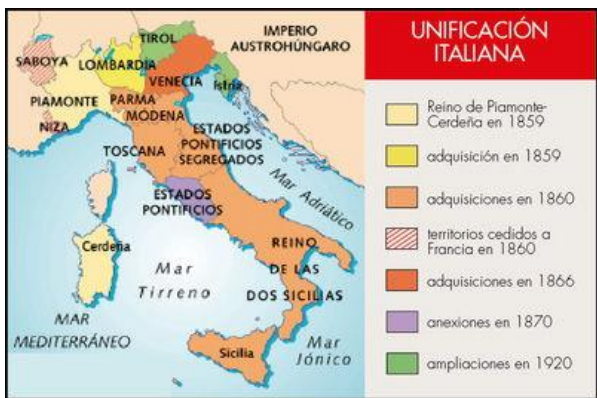 UNIFICACIÓN
ITALIANA
IMPERIO
AUSTROHÚNGARO
TIROL
SABOYA
LOMBARDIA
VENECIA
Istria
PIAMONTE
PARMA
MODENA
NIZA
ESTADOS
PONTIFICIOS
SEGREGADOS
TOSCANA
Mar
Adriático
ESTADOS
PONTIFICIOS
Cerdeña
REINO
DE LAS
DOS SICILIAS
Mar
Tirreno
MAR
MEDITERRÁNEO
Sicilia
Mar
Jónico
Reino de Piamonte-
Cerdeña en 1859
adquisición en 1859
adquisiciones en 1860
territorios cedidos a
Francia en 1860
adquisiciones en 1866
anexiones en 1870
ampliaciones en 1920